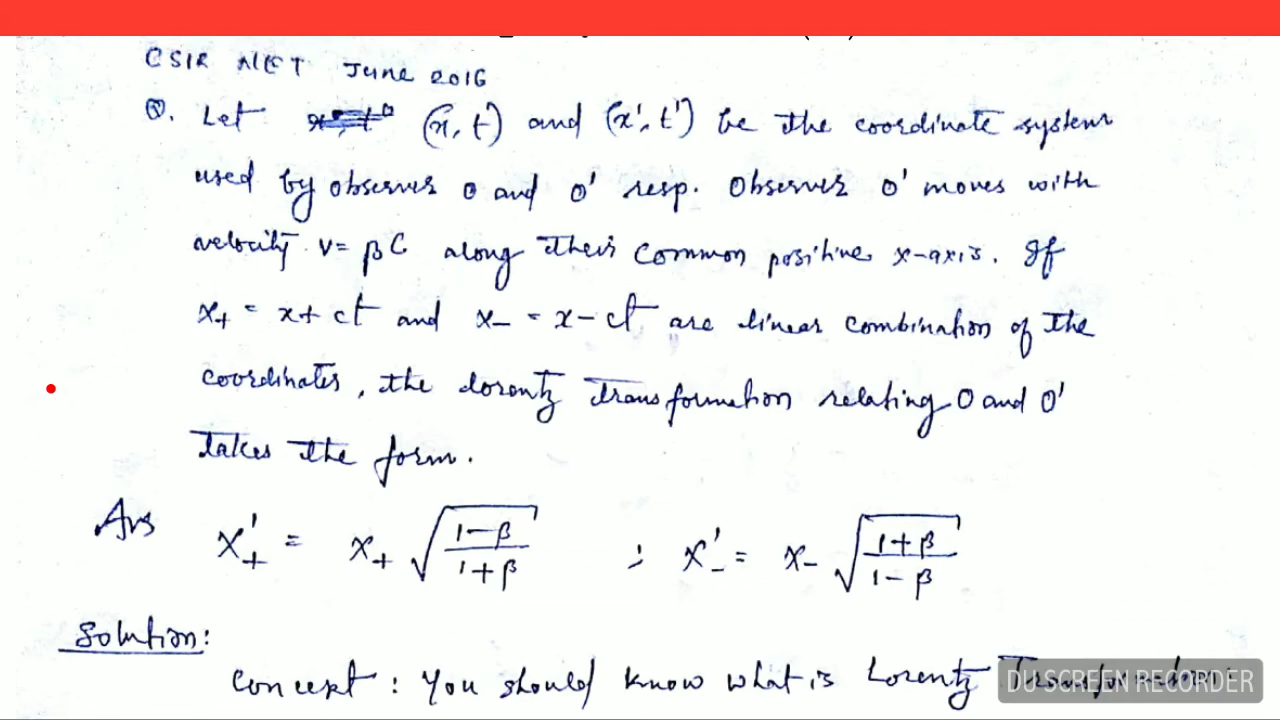 CSIR NET June 2016
Q. Let (x, t) and (x', t') be the coordinate system
used by observer O and O' resp. Observer O' moves with
velocity v = βC along their common positive x-axis. If
x₊ = x + ct and x₋ = x - ct are linear combination of the
coordinates, the Lorentz transformation relating O and O'
takes the form.
Ans x'₊ = x₊ √((1-β)/(1+β)) ; x'₋ = x₋ √((1+β)/(1-β))
Solution:
Concept: You should know what is Lorentz Transformation.
DU SCREEN RECORDER